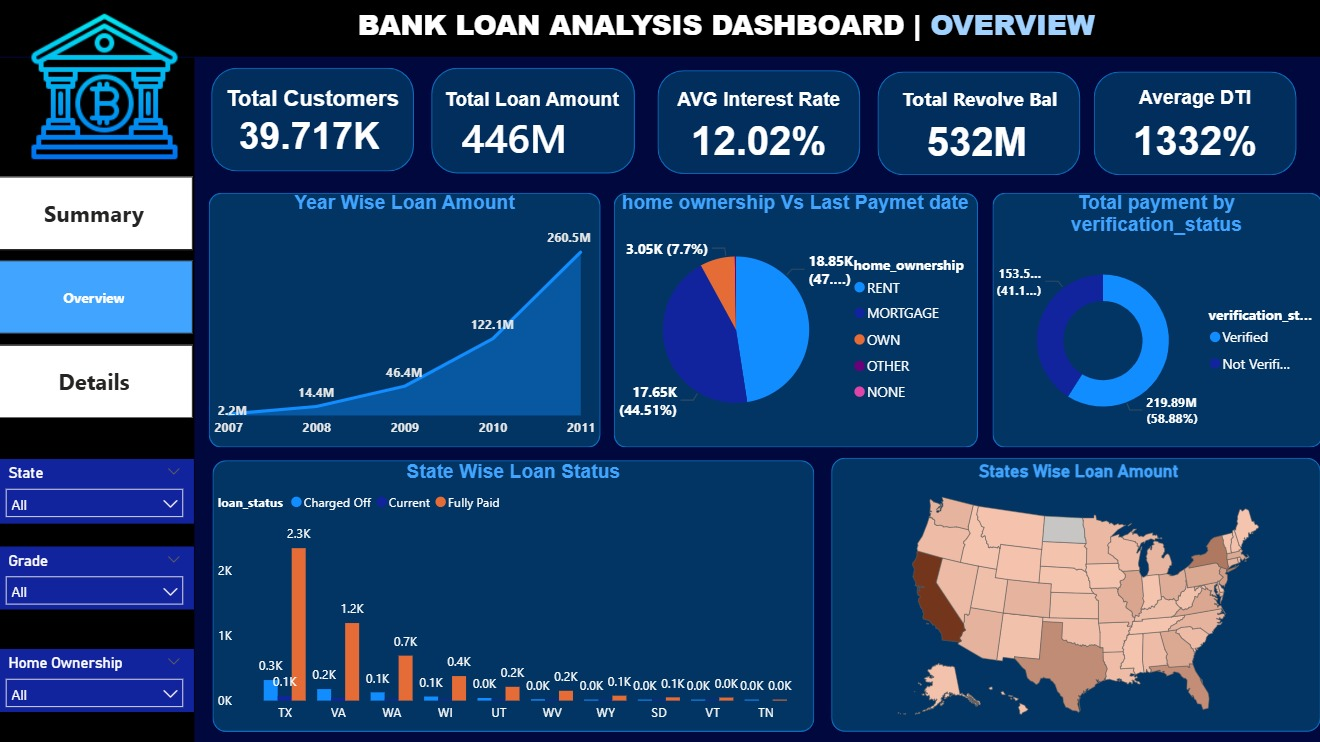 BANK LOAN ANALYSIS DASHBOARD | OVERVIEW
Total Customers
39.717K
Total Loan Amount
446M
AVG Interest Rate
12.02%
Total Revolve Bal
532M
Average DTI
1332%
Summary
Overview
Details
State
All
Grade
All
Home Ownership
All
Year Wise Loan Amount
260.5M
122.1M
46.4M
14.4M
2.2M
2007 2008 2009 2010 2011
home ownership Vs Last Paymet date
3.05K (7.7%)
18.85K
(47....)
17.65K
(44.51%)
home_ownership
RENT
MORTGAGE
OWN
OTHER
NONE
Total payment by
verification_status
153.5...
(41.1...)
219.89M
(58.88%)
verification_st...
Verified
Not Verifi...
State Wise Loan Status
loan_status Charged Off Current Fully Paid
2K
1K
0K
0.3K 0.1K 2.3K
0.2K 1.2K
0.1K 0.7K
0.1K 0.4K
0.0K 0.2K
0.0K 0.2K
0.0K 0.1K
0.0K 0.1K
0.0K 0.0K
0.0K 0.0K
TX VA WA WI UT WV WY SD VT TN
States Wise Loan Amount